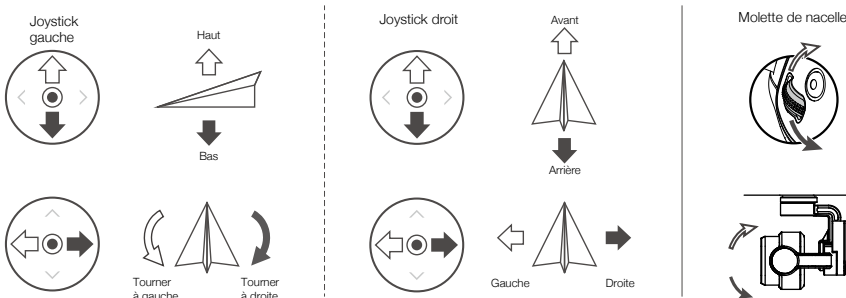 Joystick
gauche
Haut
Bas
Tourner
à gauche
Tourner
à droite
Joystick droit
Avant
Arrière
Gauche
Droite
Molette de nacelle